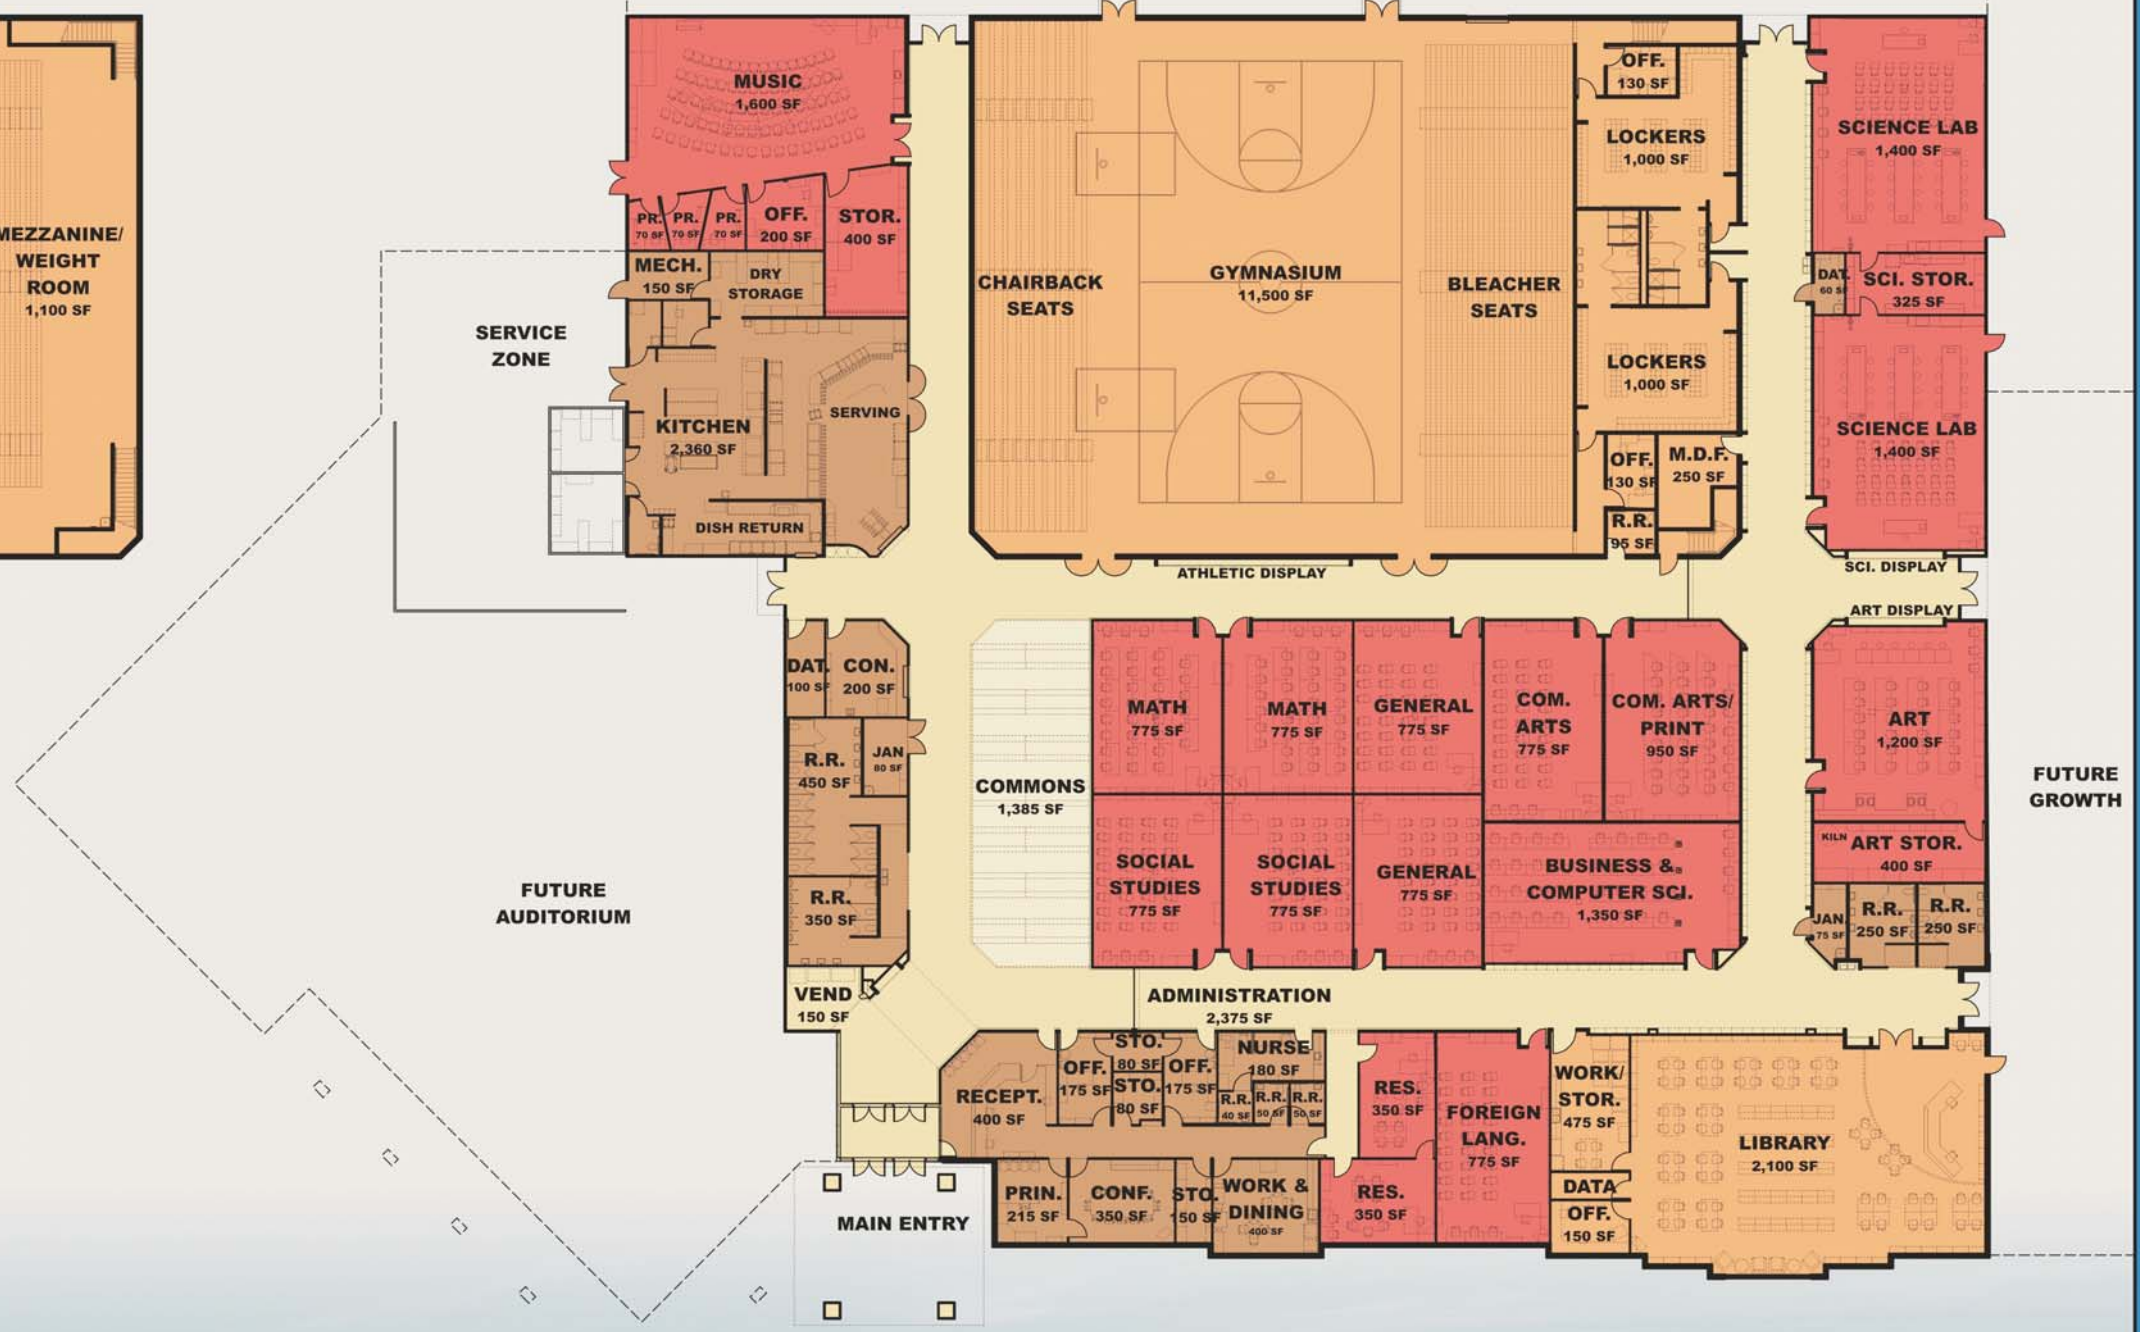 MEZZANINE/
WEIGHT
ROOM
1,100 SF
MUSIC
1,600 SF
PR.
70 SF
PR.
70 SF
PR.
70 SF
OFF.
200 SF
STOR.
400 SF
MECH.
150 SF
DRY
STORAGE
SERVICE
ZONE
KITCHEN
2,360 SF
SERVING
DISH RETURN
CHAIRBACK
SEATS
GYMNASIUM
11,500 SF
BLEACHER
SEATS
OFF.
130 SF
LOCKERS
1,000 SF
LOCKERS
1,000 SF
OFF.
130 SF
M.D.F.
250 SF
R.R.
95 SF
SCIENCE LAB
1,400 SF
DAT.
60 SF
SCI. STOR.
325 SF
SCIENCE LAB
1,400 SF
ATHLETIC DISPLAY
SCI. DISPLAY
ART DISPLAY
DAT.
100 SF
CON.
200 SF
R.R.
450 SF
JAN
80 SF
R.R.
350 SF
VEND
150 SF
FUTURE
AUDITORIUM
COMMONS
1,385 SF
MATH
775 SF
MATH
775 SF
GENERAL
775 SF
COM.
ARTS
775 SF
COM. ARTS/
PRINT
950 SF
SOCIAL
STUDIES
775 SF
SOCIAL
STUDIES
775 SF
GENERAL
775 SF
BUSINESS &
COMPUTER SCI.
1,350 SF
ART
1,200 SF
KILN
ART STOR.
400 SF
JAN.
75 SF
R.R.
250 SF
R.R.
250 SF
FUTURE
GROWTH
ADMINISTRATION
2,375 SF
RECEPT.
400 SF
OFF.
175 SF
STO.
80 SF
STO.
80 SF
OFF.
175 SF
NURSE
180 SF
R.R.
40 SF
R.R.
50 SF
R.R.
50 SF
PRIN.
215 SF
CONF.
350 SF
STO.
150 SF
WORK &
DINING
400 SF
RES.
350 SF
RES.
350 SF
FOREIGN
LANG.
775 SF
WORK/
STOR.
475 SF
DATA
OFF.
150 SF
LIBRARY
2,100 SF
MAIN ENTRY